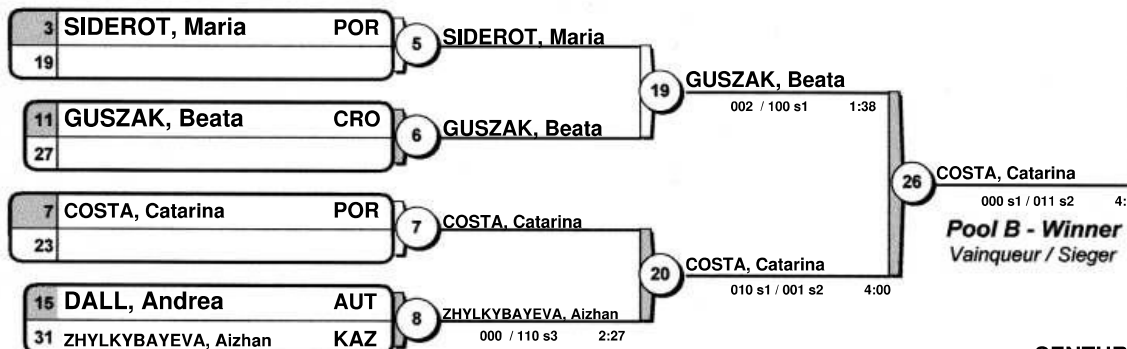 3 SIDEROT, Maria POR
19
5 SIDEROT, Maria
11 GUSZAK, Beata CRO
27
6 GUSZAK, Beata
19 GUSZAK, Beata
002 / 100 s1 1:38
7 COSTA, Catarina POR
23
7 COSTA, Catarina
15 DALL, Andrea AUT
31 ZHYLKYBAYEVA, Aizhan KAZ
8 ZHYLKYBAYEVA, Aizhan
000 / 110 s3 2:27
20 COSTA, Catarina
010 s1 / 001 s2 4:00
26 COSTA, Catarina
000 s1 / 011 s2 4:
Pool B - Winner
Vainqueur / Sieger